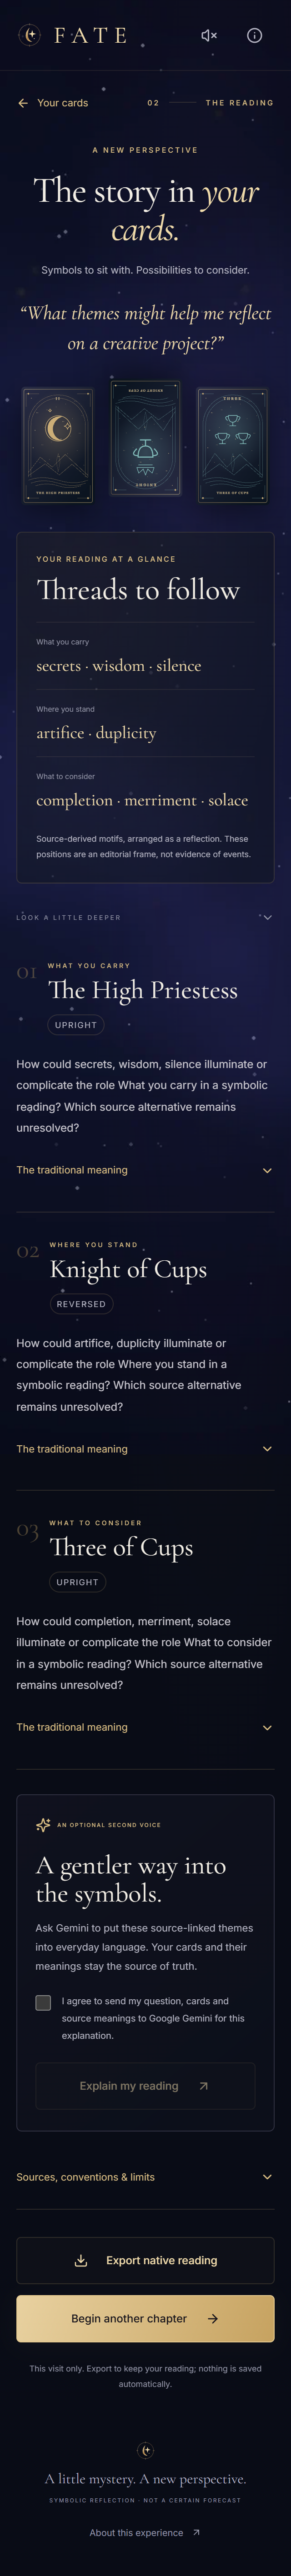 FATE
Your cards
02 THE READING
A NEW PERSPECTIVE
The story in your
cards.
Symbols to sit with. Possibilities to consider.
“What themes might help me reflect
on a creative project?”
II
THE HIGH PRIESTESS
KNIGHT OF CUPS
KNIGHT
THREE
THREE OF CUPS
YOUR READING AT A GLANCE
Threads to follow
What you carry
secrets · wisdom · silence
Where you stand
artifice · duplicity
What to consider
completion · merriment · solace
Source-derived motifs, arranged as a reflection. These
positions are an editorial frame, not evidence of events.
LOOK A LITTLE DEEPER
01 WHAT YOU CARRY
The High Priestess
UPRIGHT
How could secrets, wisdom, silence illuminate or
complicate the role What you carry in a symbolic
reading? Which source alternative remains
unresolved?
The traditional meaning
02 WHERE YOU STAND
Knight of Cups
REVERSED
How could artifice, duplicity illuminate or
complicate the role Where you stand in a
symbolic reading? Which source alternative
remains unresolved?
The traditional meaning
03 WHAT TO CONSIDER
Three of Cups
UPRIGHT
How could completion, merriment, solace
illuminate or complicate the role What to consider
in a symbolic reading? Which source alternative
remains unresolved?
The traditional meaning
AN OPTIONAL SECOND VOICE
A gentler way into
the symbols.
Ask Gemini to put these source-linked themes
into everyday language. Your cards and their
meanings stay the source of truth.
I agree to send my question, cards and
source meanings to Google Gemini for this
explanation.
Explain my reading
Sources, conventions & limits
Export native reading
Begin another chapter
This visit only. Export to keep your reading; nothing is saved
automatically.
A little mystery. A new perspective.
SYMBOLIC REFLECTION · NOT A CERTAIN FORECAST
About this experience